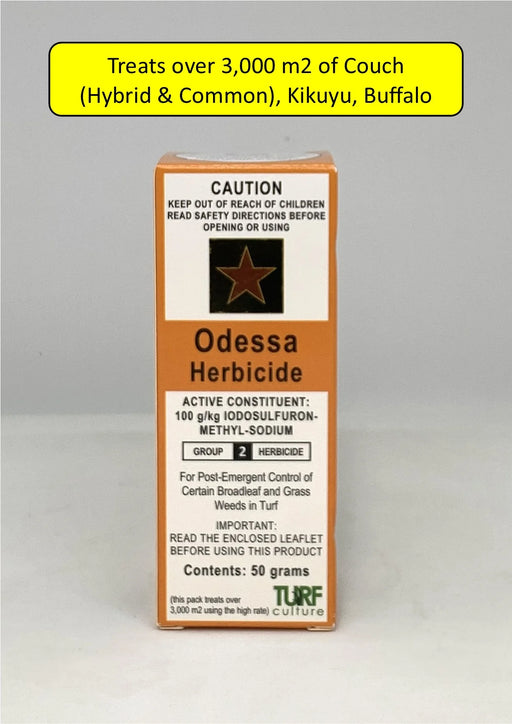 Treats over 3,000 m2 of Couch
(Hybrid & Common), Kikuyu, Buffalo
CAUTION
KEEP OUT OF REACH OF CHILDREN
READ SAFETY DIRECTIONS BEFORE
OPENING OR USING
Odessa
Herbicide
ACTIVE CONSTITUENT:
100 g/kg IODOSULFURON-
METHYL-SODIUM
GROUP 2 HERBICIDE
For Post-Emergent Control of
Certain Broadleaf and Grass
Weeds in Turf
IMPORTANT:
READ THE ENCLOSED LEAFLET
BEFORE USING THIS PRODUCT
Contents: 50 grams
(this pack treats over
3,000 m2 using the high rate)
TURF
culture